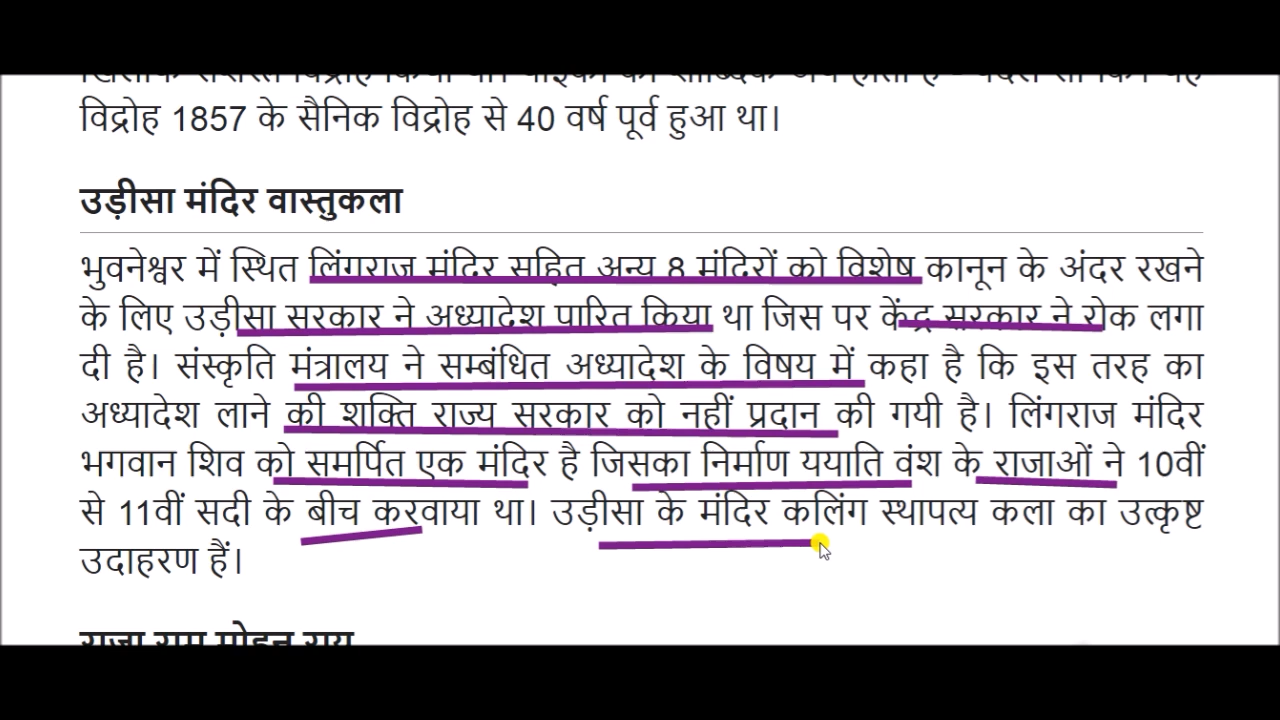 विद्रोह 1857 के सैनिक विद्रोह से 40 वर्ष पूर्व हुआ था।
उड़ीसा मंदिर वास्तुकला
भुवनेश्वर में स्थित लिंगराज मंदिर सहित अन्य 8 मंदिरों को विशेष कानून के अंदर रखने
के लिए उड़ीसा सरकार ने अध्यादेश पारित किया था जिस पर केंद्र सरकार ने रोक लगा
दी है। संस्कृति मंत्रालय ने सम्बंधित अध्यादेश के विषय में कहा है कि इस तरह का
अध्यादेश लाने की शक्ति राज्य सरकार को नहीं प्रदान की गयी है। लिंगराज मंदिर
भगवान शिव को समर्पित एक मंदिर है जिसका निर्माण ययाति वंश के राजाओं ने 10वीं
से 11वीं सदी के बीच करवाया था। उड़ीसा के मंदिर कलिंग स्थापत्य कला का उत्कृष्ट
उदाहरण हैं।
राजा राम मोहन राय